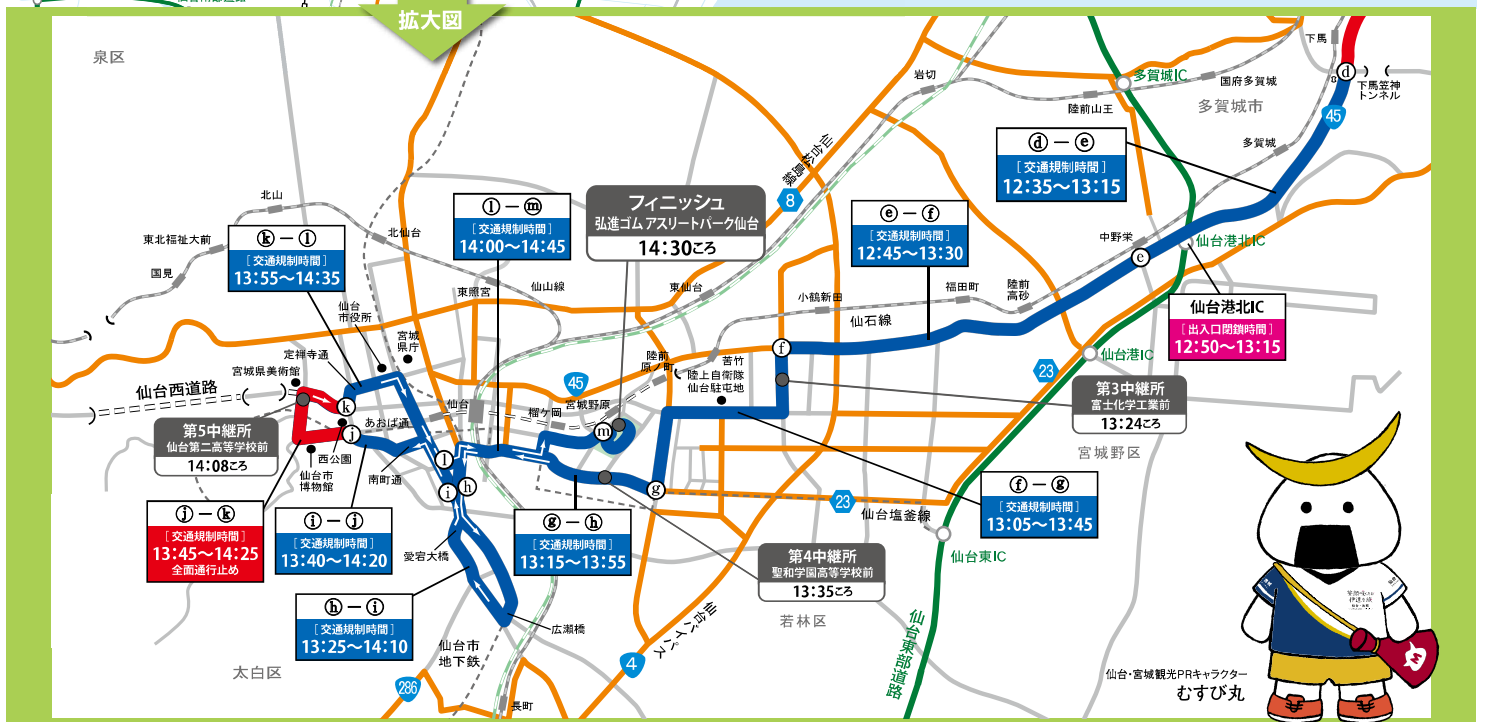 拡大図
泉区
下馬
ⓓ
下馬笠神
トンネル
岩切
多賀城IC
国府多賀城
陸前山王
多賀城市
45
多賀城
ⓓ－ⓔ
[交通規制時間]
12:35～13:15
仙台松島線
8
北山
東北福祉大前
国見
北仙台
仙山線
東照宮
ⓚ－ⓛ
[交通規制時間]
13:55～14:35
ⓛ－ⓜ
[交通規制時間]
14:00～14:45
フィニッシュ
弘進ゴム アスリートパーク仙台
14:30ごろ
ⓔ－ⓕ
[交通規制時間]
12:45～13:30
中野栄
仙台港北IC
ⓔ
東仙台
小鶴新田
福田町
陸前
高砂
仙石線
仙台港北IC
[出入口閉鎖時間]
12:50～13:15
仙台
市役所
宮城
県庁
定禅寺通
宮城県美術館
仙台西道路
陸前
原ノ町
苦竹
ⓕ
陸上自衛隊
仙台駐屯地
仙台港IC
23
45
第3中継所
富士化学工業前
13:24ごろ
ⓚ
ⓙ
あおば通
仙台
榴ケ岡
宮城野原
ⓜ
第5中継所
仙台第二高等学校前
14:08ごろ
西公園
仙台市
博物館
南町通
ⓛ
ⓘ
ⓗ
ⓖ
宮城野区
23
仙台塩釜線
ⓕ－ⓖ
[交通規制時間]
13:05～13:45
ⓙ－ⓚ
[交通規制時間]
13:45～14:25
全面通行止め
ⓘ－ⓙ
[交通規制時間]
13:40～14:20
愛宕大橋
ⓖ－ⓗ
[交通規制時間]
13:15～13:55
第4中継所
聖和学園高等学校前
13:35ごろ
仙台東IC
ⓗ－ⓘ
[交通規制時間]
13:25～14:10
広瀬橋
若林区
仙台バイパス
仙台東部道路
仙台市
地下鉄
太白区
4
286
長町
仙台・宮城観光PRキャラクター
むすび丸